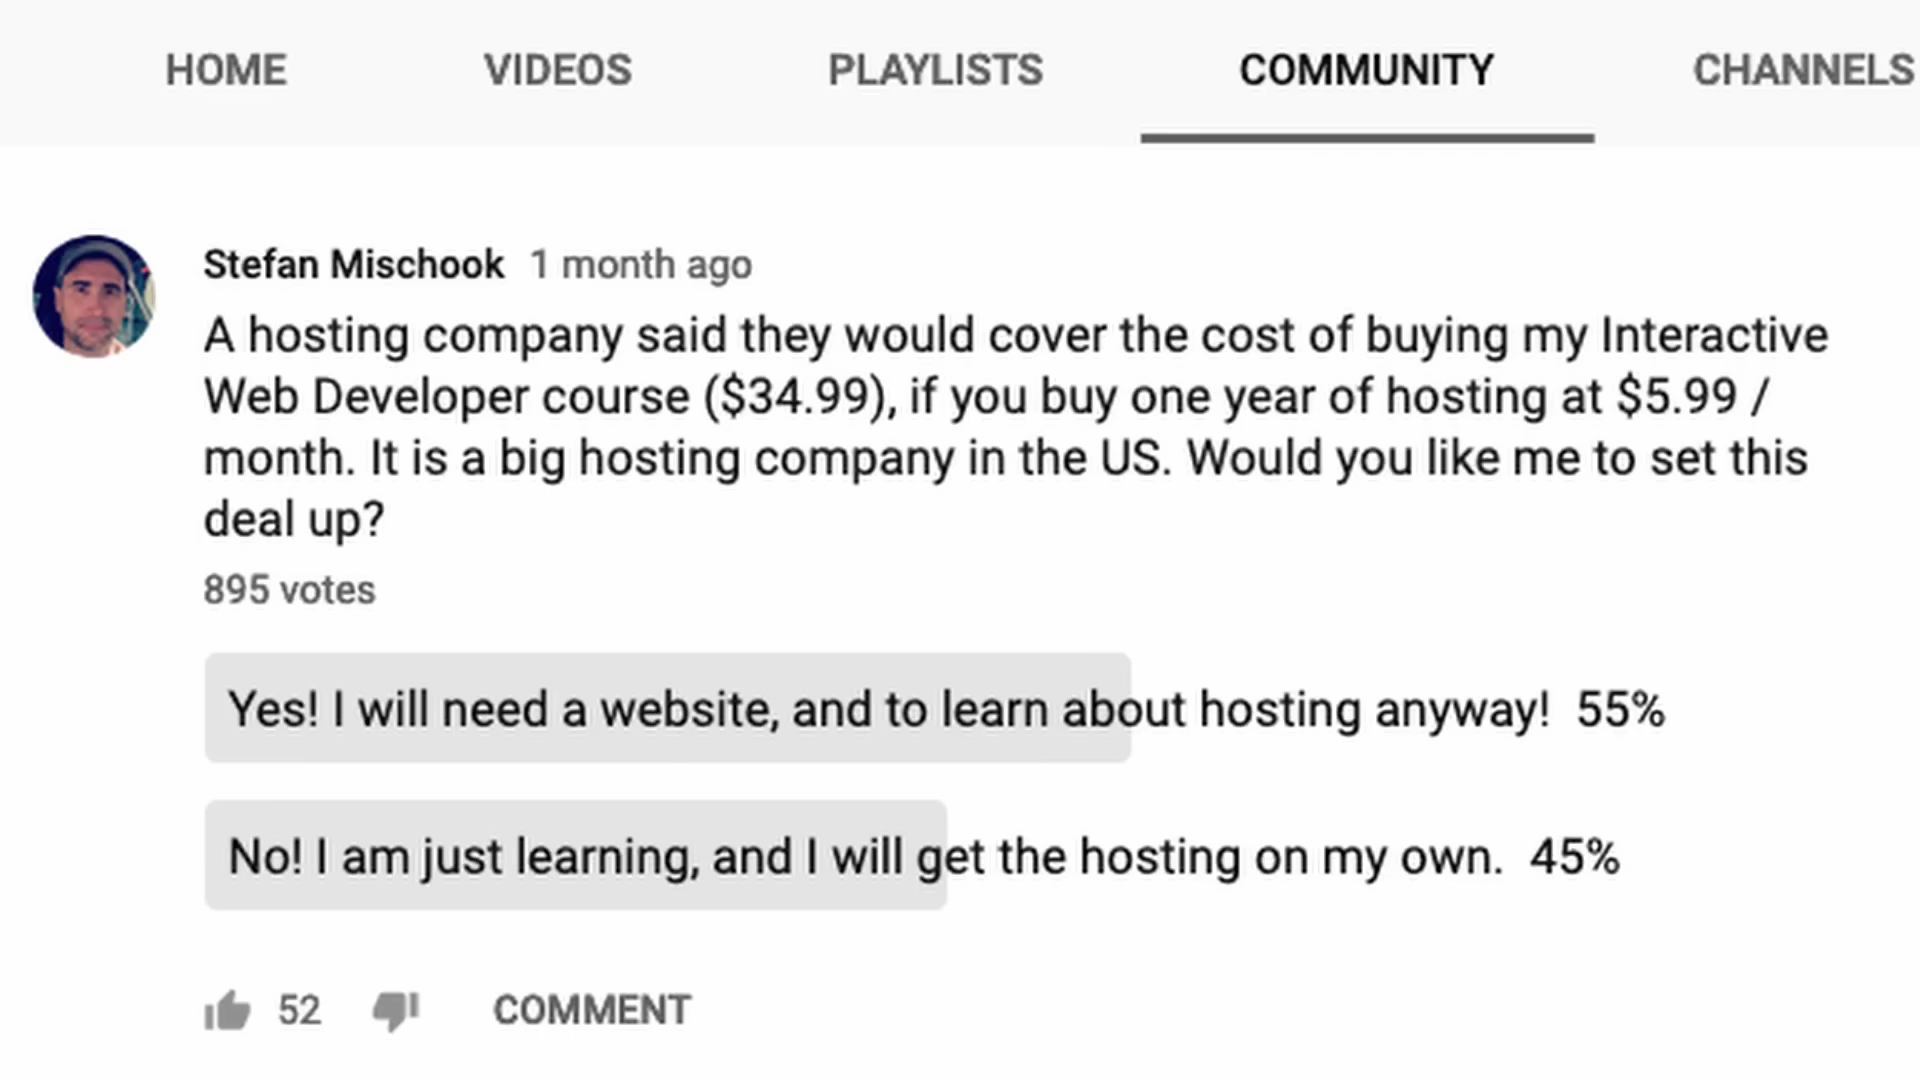 HOME VIDEOS PLAYLISTS COMMUNITY CHANNELS
Stefan Mischook 1 month ago
A hosting company said they would cover the cost of buying my Interactive
Web Developer course ($34.99), if you buy one year of hosting at $5.99 /
month. It is a big hosting company in the US. Would you like me to set this
deal up?
895 votes
Yes! I will need a website, and to learn about hosting anyway! 55%
No! I am just learning, and I will get the hosting on my own. 45%
52 COMMENT